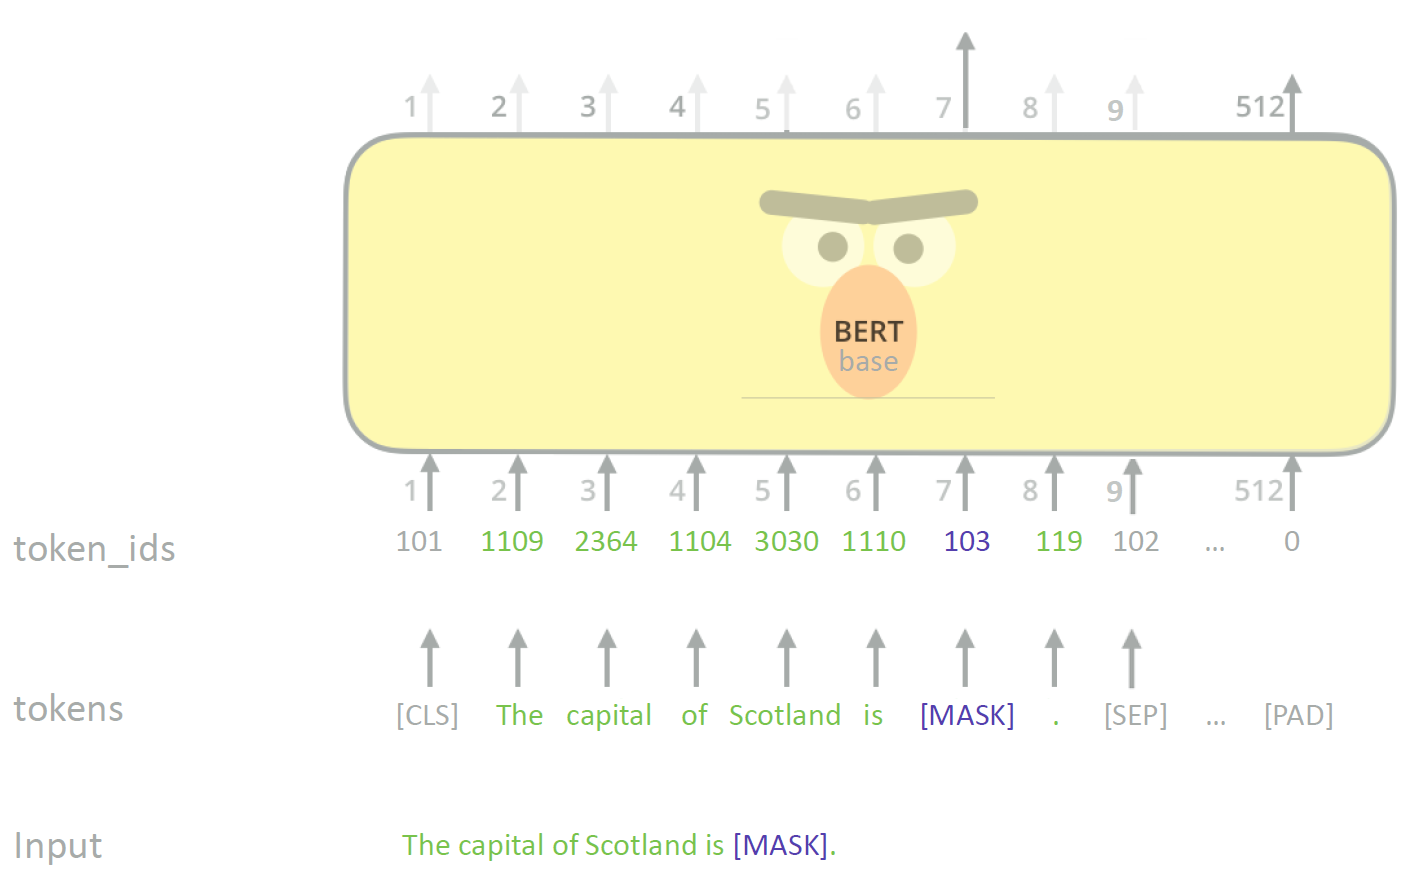 1 2 3 4 5 6 7 8 9 512
BERT
base
1 2 3 4 5 6 7 8 9 512
token_ids 101 1109 2364 1104 3030 1110 103 119 102 ... 0
tokens [CLS] The capital of Scotland is [MASK] . [SEP] ... [PAD]
Input The capital of Scotland is [MASK].